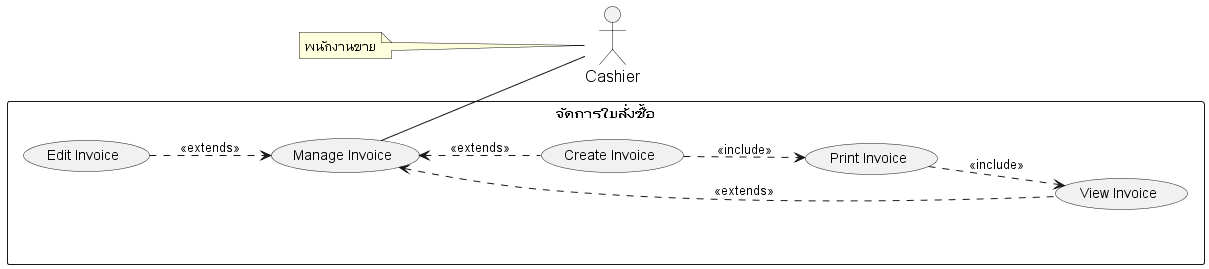 พนักงานขาย
Cashier
จัดการใบสั่งซื้อ
Edit Invoice
«extends»
Manage Invoice
«extends»
Create Invoice
«include»
Print Invoice
«include»
«extends»
View Invoice